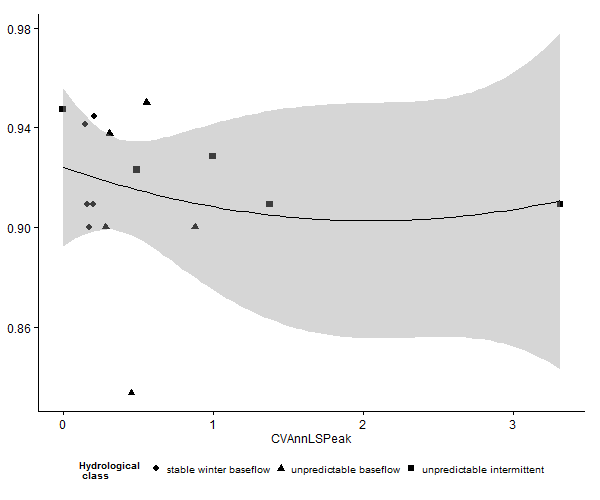 0.98
0.94
0.90
0.86
0 1 2 3
CVAnnLSPeak
Hydrological
class
stable winter baseflow unpredictable baseflow unpredictable intermittent